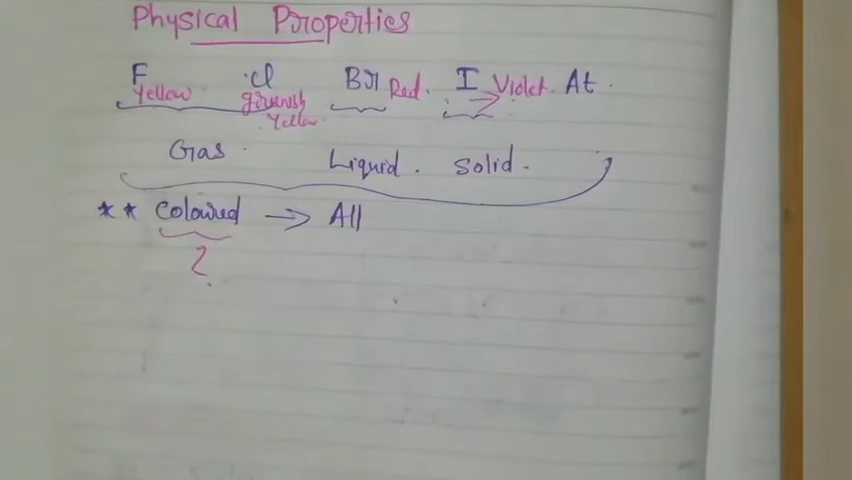 Physical Properties
F Cl Br I Violet At.
Yellow greenish Yellow Red.
Gas Liquid. Solid.
** Coloured → All
?